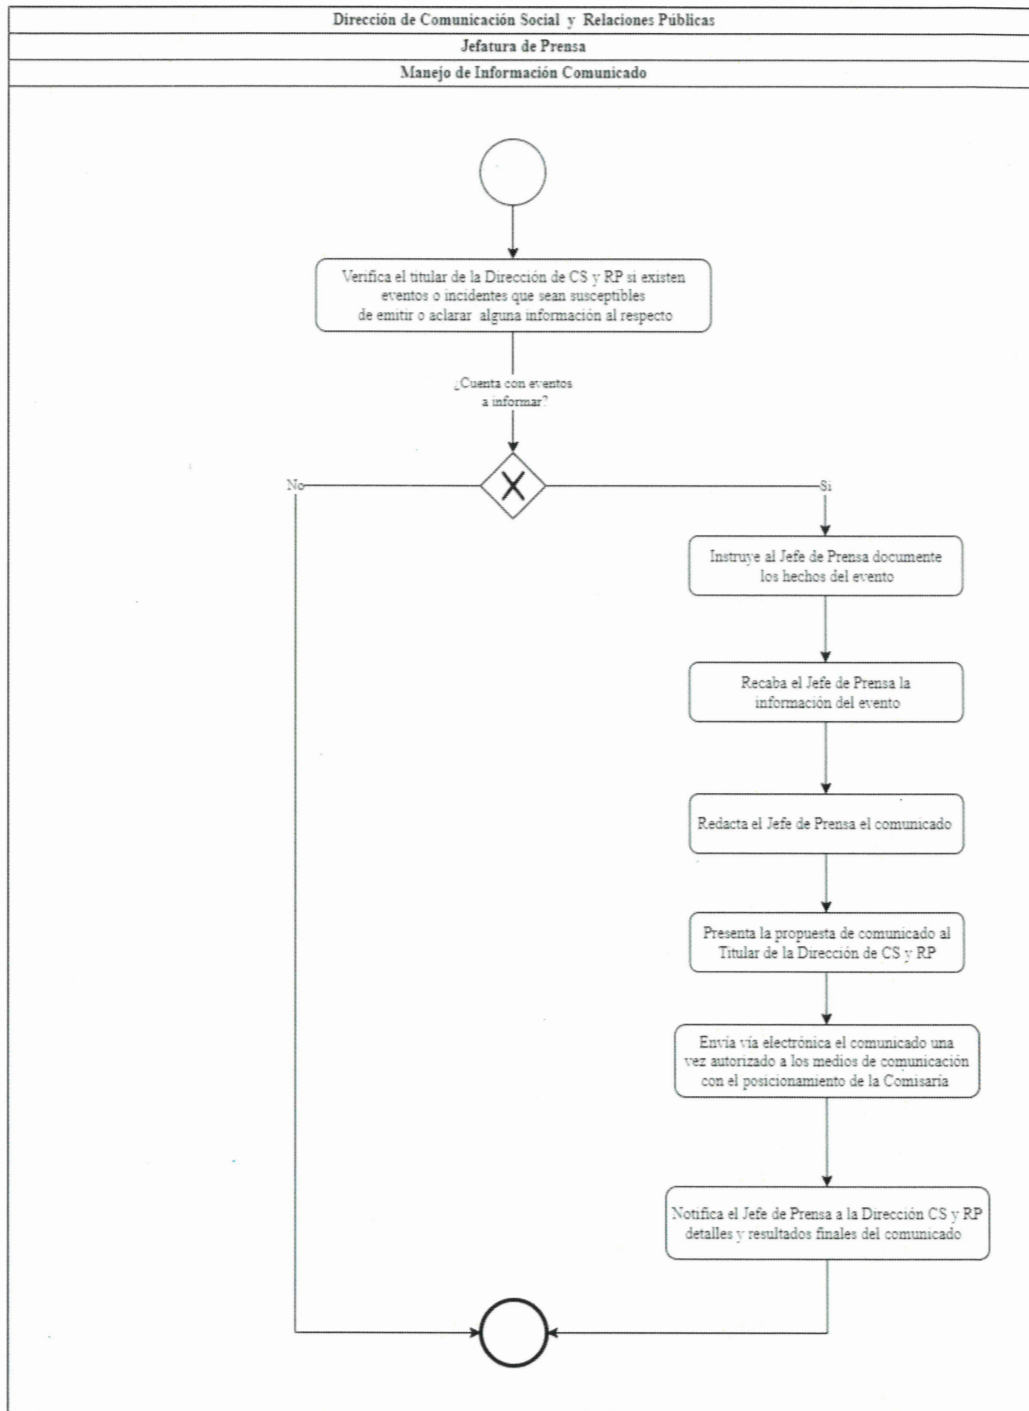 Dirección de Comunicación Social y Relaciones Públicas
Jefatura de Prensa
Manejo de Información Comunicado
Verifica el titular de la Dirección de CS y RP si existen
eventos o incidentes que sean susceptibles
de emitir o aclarar alguna información al respecto
¿Cuenta con eventos
a informar?
No
Si
Instruye al Jefe de Prensa documente
los hechos del evento
Recaba el Jefe de Prensa la
información del evento
Redacta el Jefe de Prensa el comunicado
Presenta la propuesta de comunicado al
Titular de la Dirección de CS y RP
Envía vía electrónica el comunicado una
vez autorizado a los medios de comunicación
con el posicionamiento de la Comisaría
Notifica el Jefe de Prensa a la Dirección CS y RP
detalles y resultados finales del comunicado